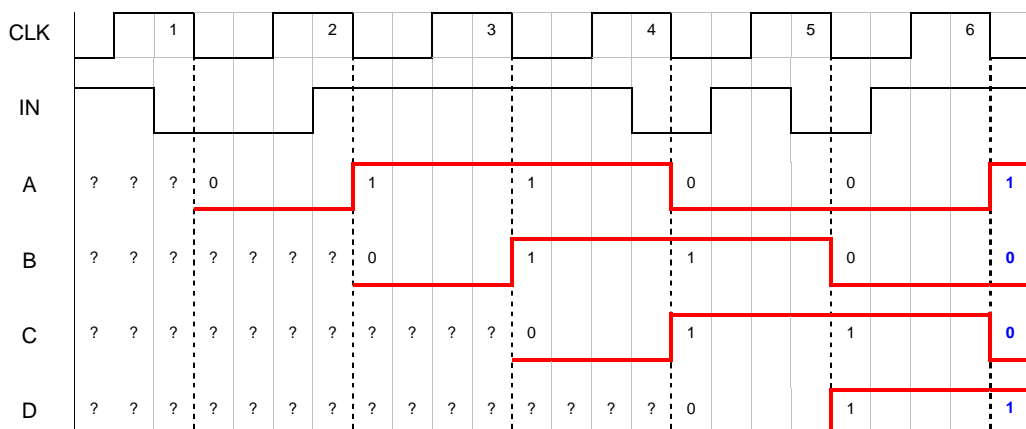 CLK 1 2 3 4 5 6
IN
A ? ? ? 0 1 1 0 0 1
B ? ? ? ? ? ? ? 0 1 1 0 0
C ? ? ? ? ? ? ? ? ? ? ? 0 1 1 0
D ? ? ? ? ? ? ? ? ? ? ? ? ? ? ? 0 1 1